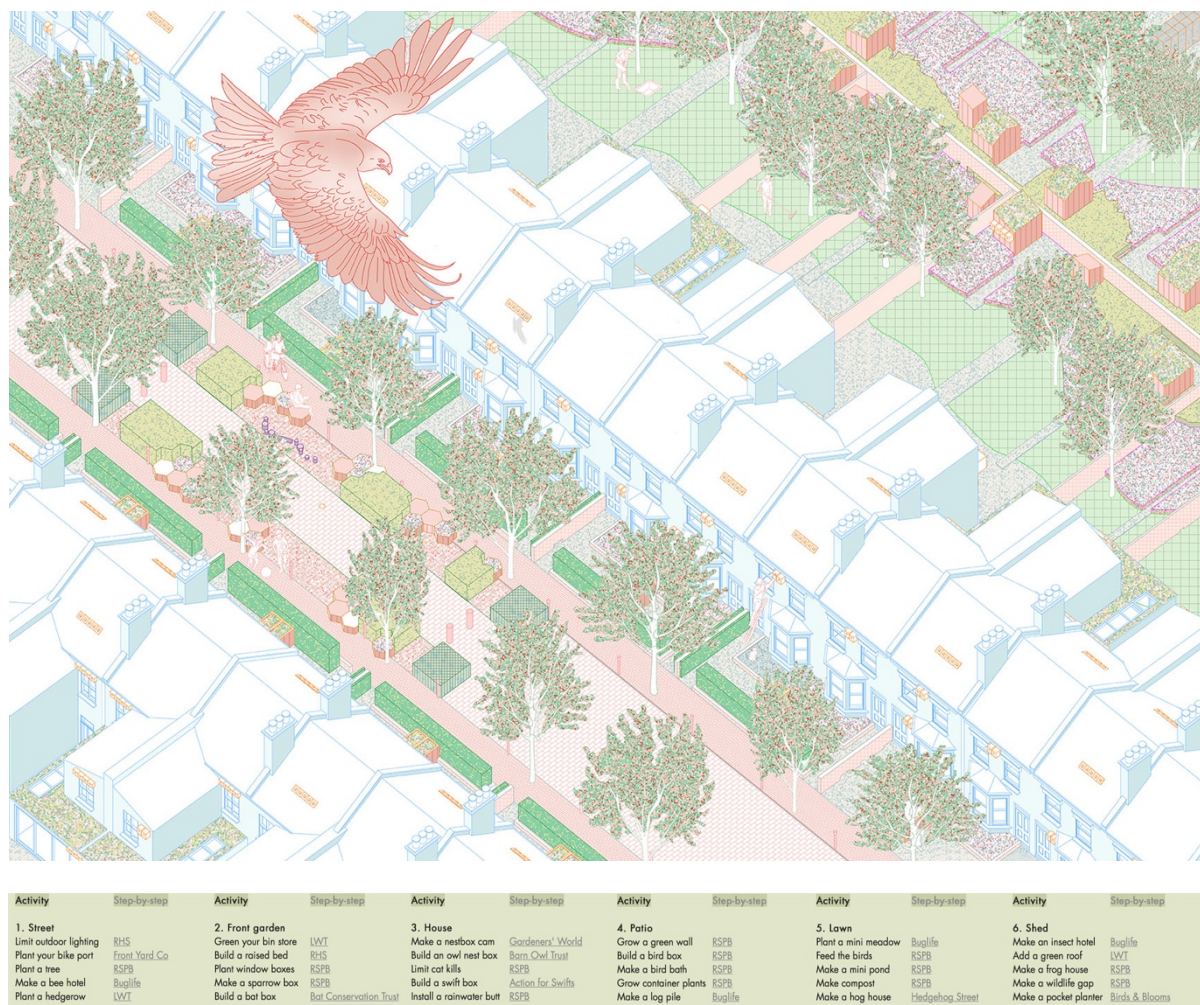 Activity Step-by-step Activity Step-by-step Activity Step-by-step Activity Step-by-step Activity Step-by-step Activity Step-by-step
1. Street
Limit outdoor lighting RHS
Plant your bike port Front Yard Co
Plant a tree RSPB
Make a bee hotel Buglife
Plant a hedgerow LWT
2. Front garden
Green your bin store LWT
Build a raised bed RHS
Plant window boxes RSPB
Make a sparrow box RSPB
Build a bat box Bat Conservation Trust
3. House
Make a nestbox cam Gardeners' World
Build an owl nest box Barn Owl Trust
Limit cat kills RSPB
Build a swift box Action for Swifts
Install a rainwater butt RSPB
4. Patio
Grow a green wall RSPB
Build a bird box RSPB
Make a bird bath RSPB
Grow container plants RSPB
Make a log pile Buglife
5. Lawn
Plant a mini meadow Buglife
Feed the birds RSPB
Make a mini pond RSPB
Make compost RSPB
Make a hog house Hedgehog Street
6. Shed
Make an insect hotel Buglife
Add a green roof LWT
Make a frog house RSPB
Make a wildlife gap RSPB
Make a pocket planter Birds & Blooms